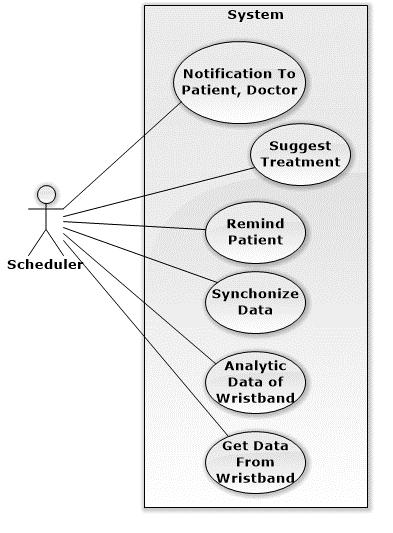 System
Notification To
Patient, Doctor
Suggest
Treatment
Remind
Patient
Scheduler
Synchonize
Data
Analytic
Data of
Wristband
Get Data
From
Wristband